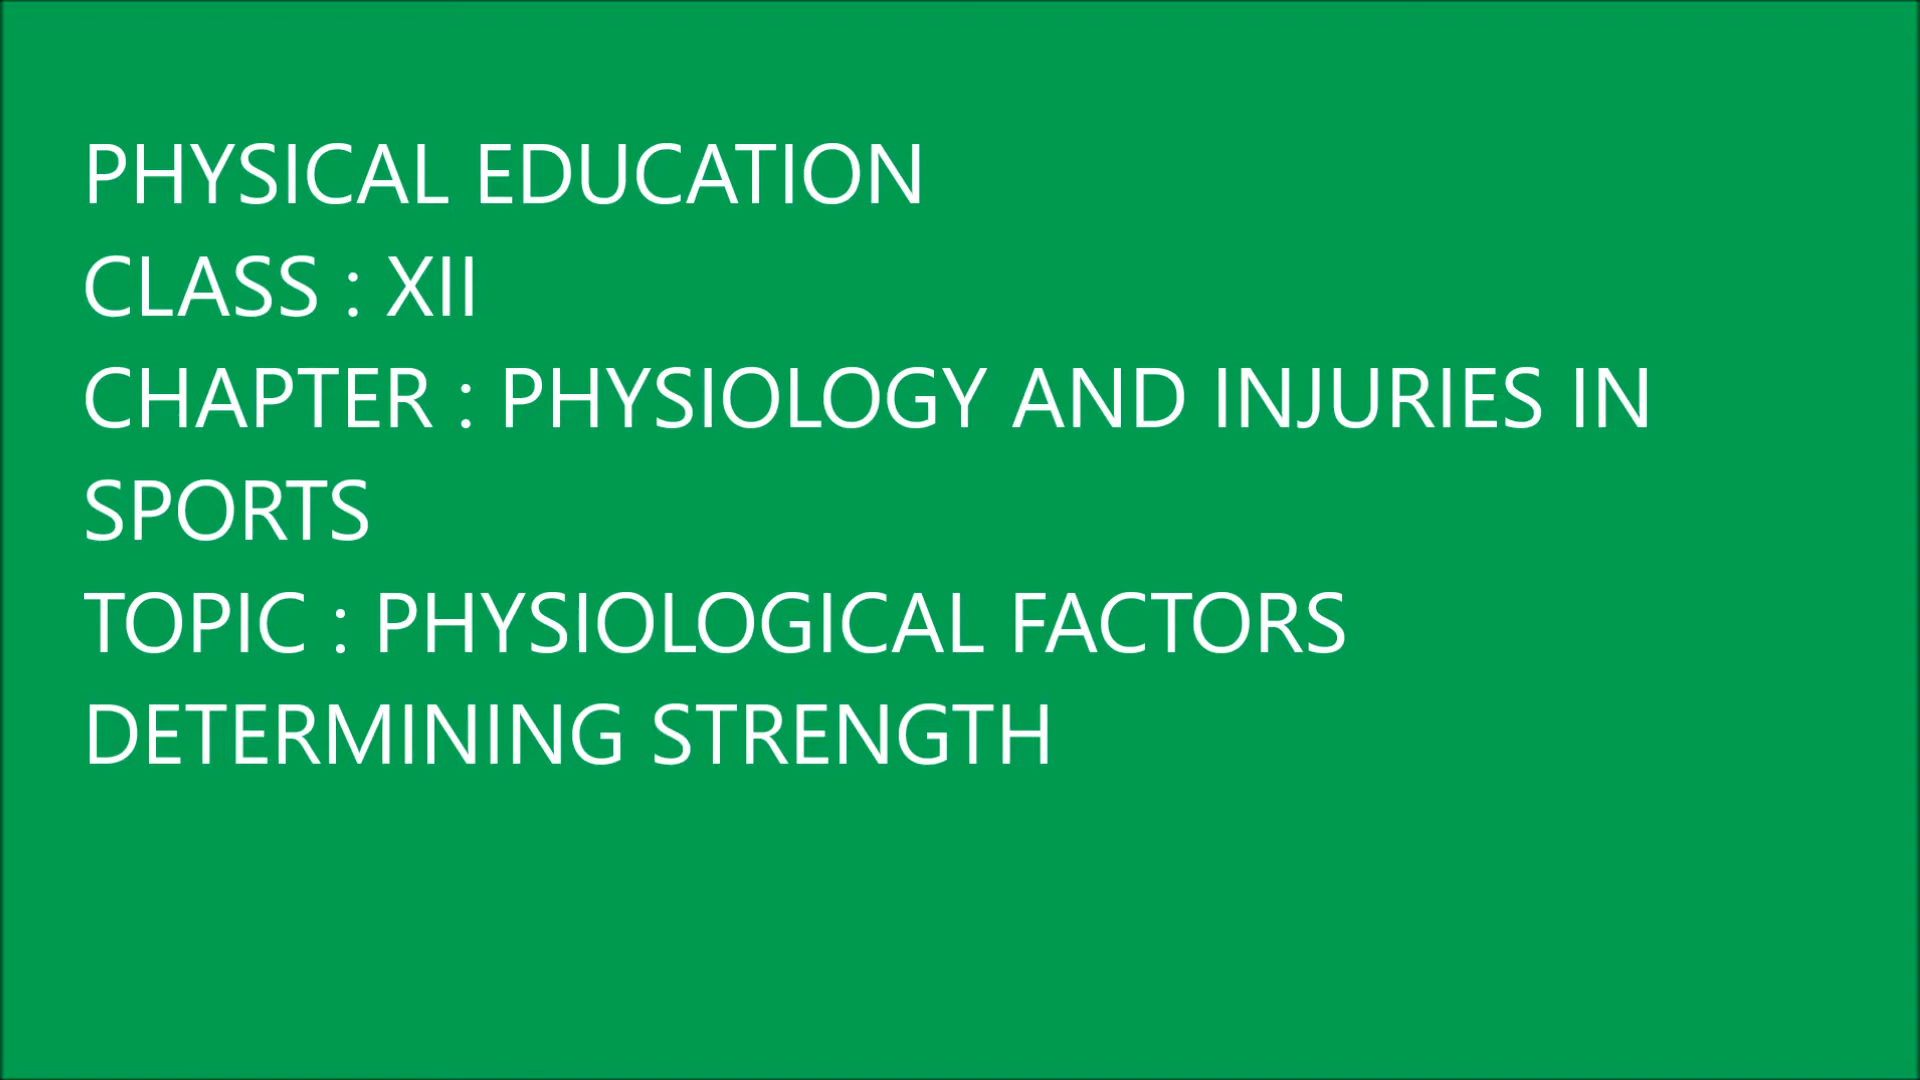 PHYSICAL EDUCATION
CLASS : XII
CHAPTER : PHYSIOLOGY AND INJURIES IN
SPORTS
TOPIC : PHYSIOLOGICAL FACTORS
DETERMINING STRENGTH